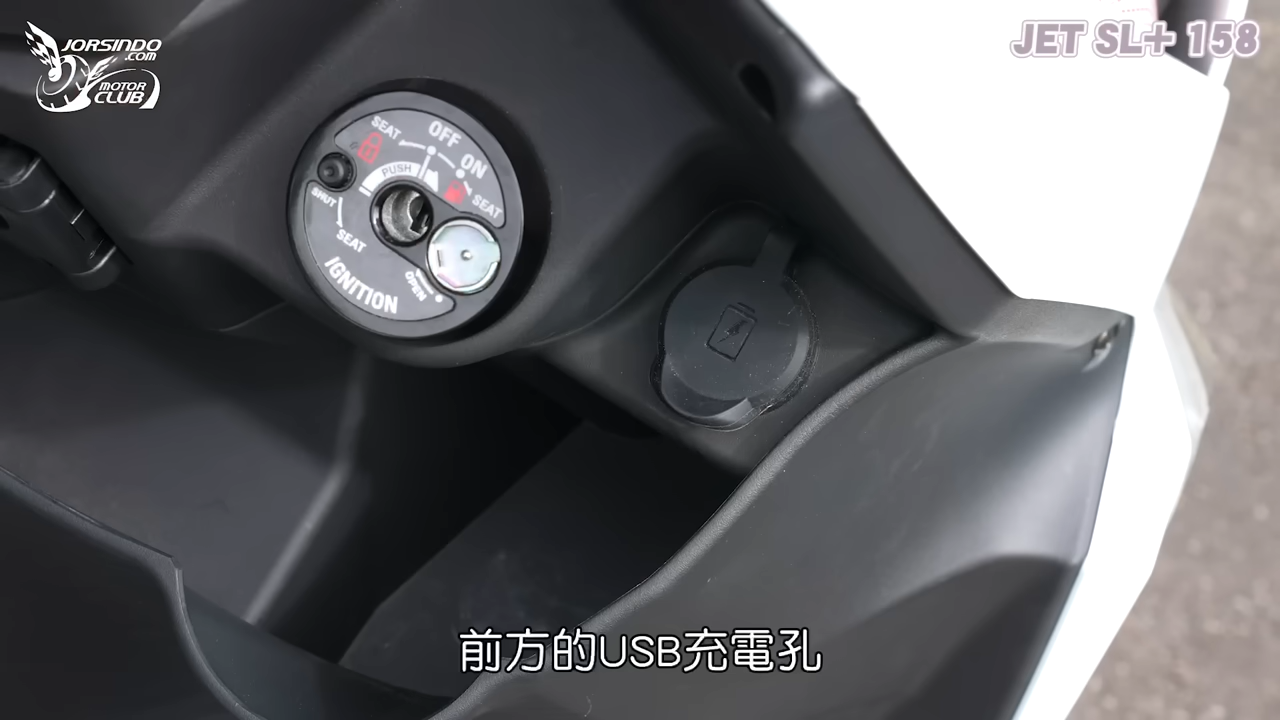 JORSINDO
.com
MOTOR
CLUB
JET SL+ 158
SEAT
OFF
ON
SEAT
PUSH
SHUT
SEAT
OPEN
IGNITION
前方的USB充電孔